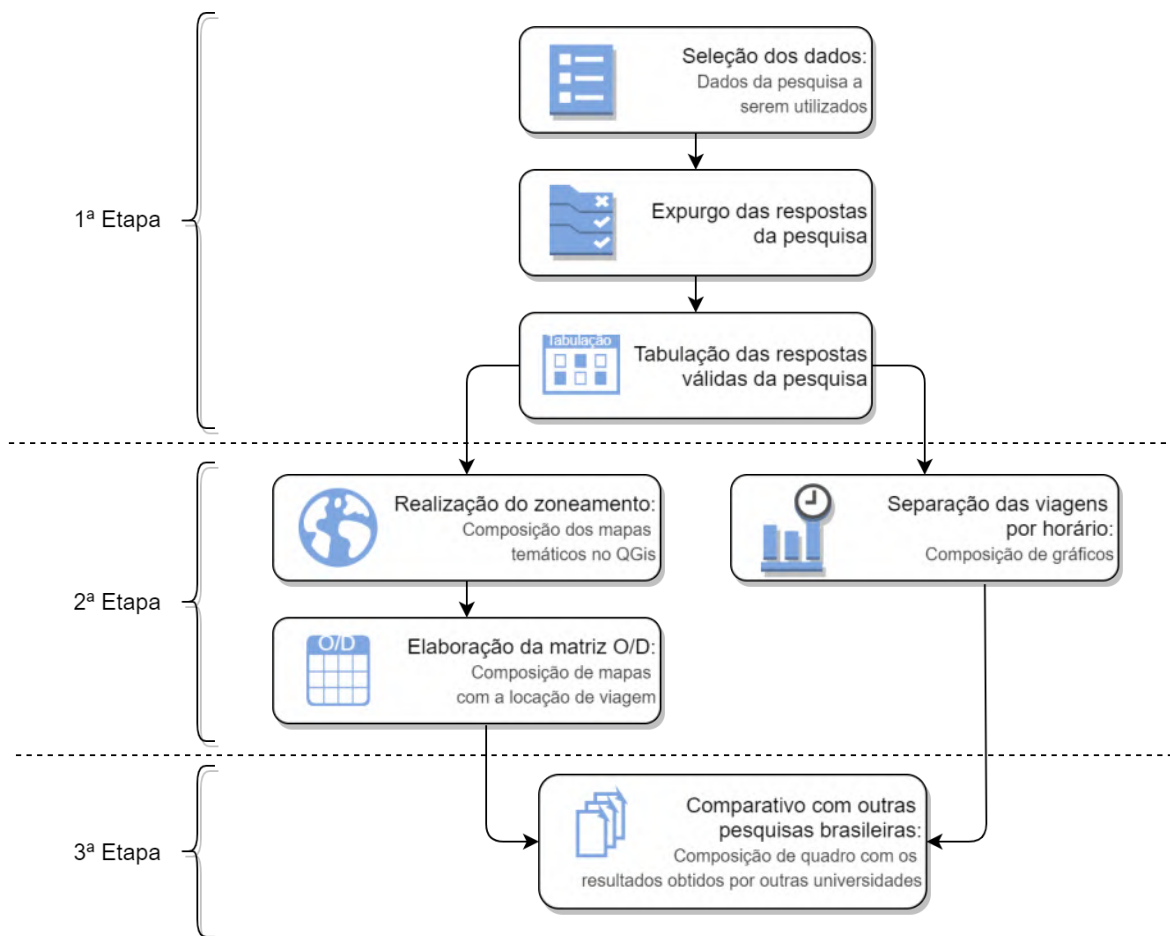 1ª Etapa
Seleção dos dados:
Dados da pesquisa a
serem utilizados
Expurgo das respostas
da pesquisa
Tabulação
Tabulação das respostas
válidas da pesquisa
2ª Etapa
Realização do zoneamento:
Composição dos mapas
temáticos no QGis
Separação das viagens
por horário:
Composição de gráficos
O/D
Elaboração da matriz O/D:
Composição de mapas
com a locação de viagem
3ª Etapa
Comparativo com outras
pesquisas brasileiras:
Composição de quadro com os
resultados obtidos por outras universidades